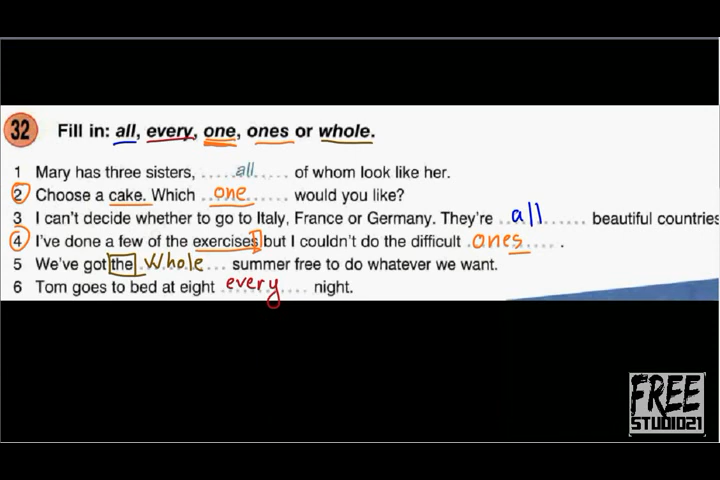 32 Fill in: all, every, one, ones or whole.
1 Mary has three sisters, .....all..... of whom look like her.
2 Choose a cake. Which ..one...... would you like?
3 I can't decide whether to go to Italy, France or Germany. They're ..all...... beautiful countries
4 I've done a few of the exercises but I couldn't do the difficult .ones..... .
5 We've got the ..whole.... summer free to do whatever we want.
6 Tom goes to bed at eight ..every..... night.
FREE
STUDIO21